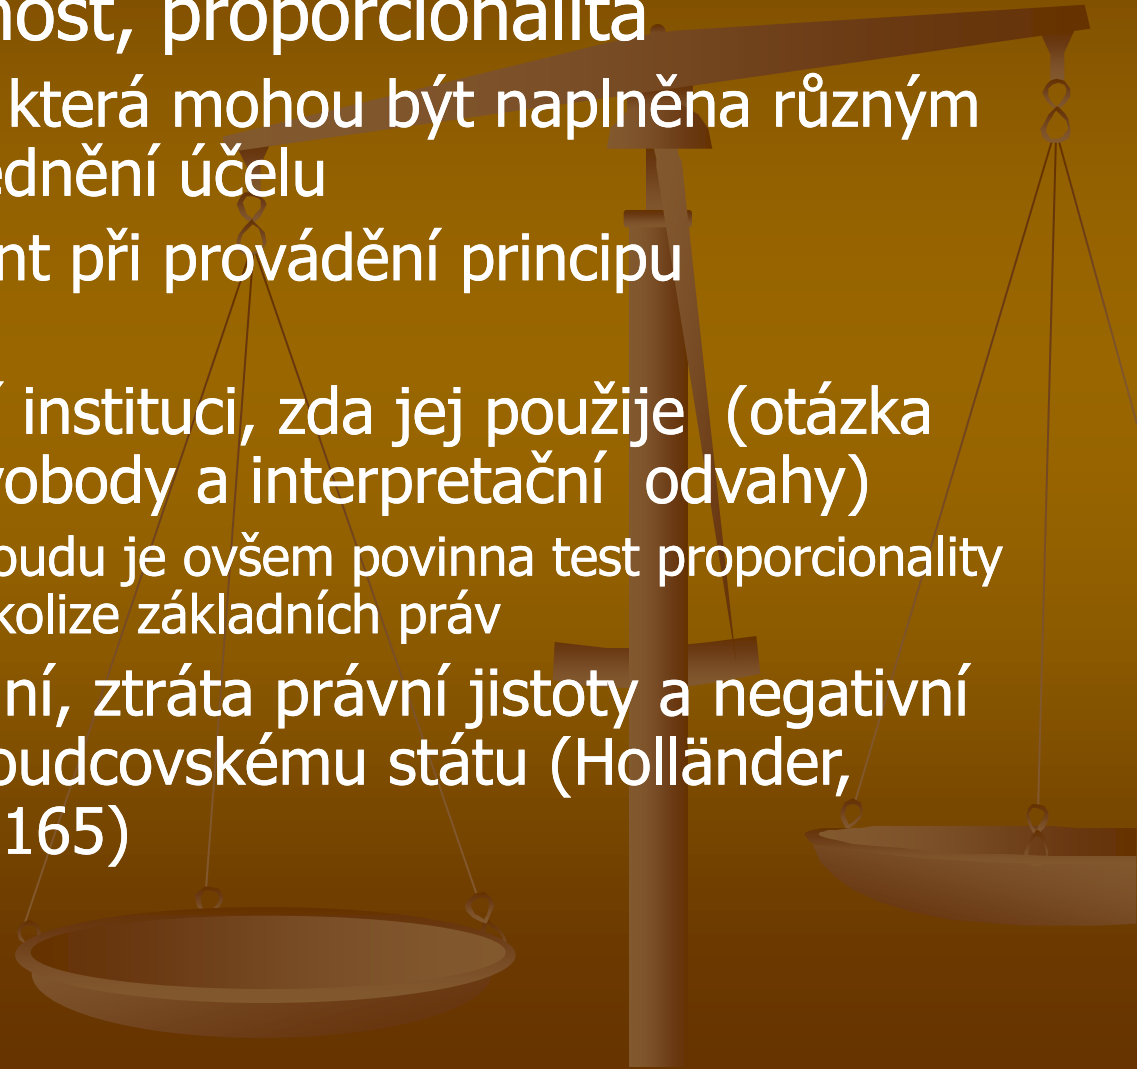 nost, proporcionalita
která mohou být naplněna různým
ednění účelu
nt při provádění principu
í instituci, zda jej použije (otázka
vobody a interpretační odvahy)
budu je ovšem povinna test proporcionality
kolize základních práv
ní, ztráta právní jistoty a negativní
oudcovskému státu (Holländer,
165)